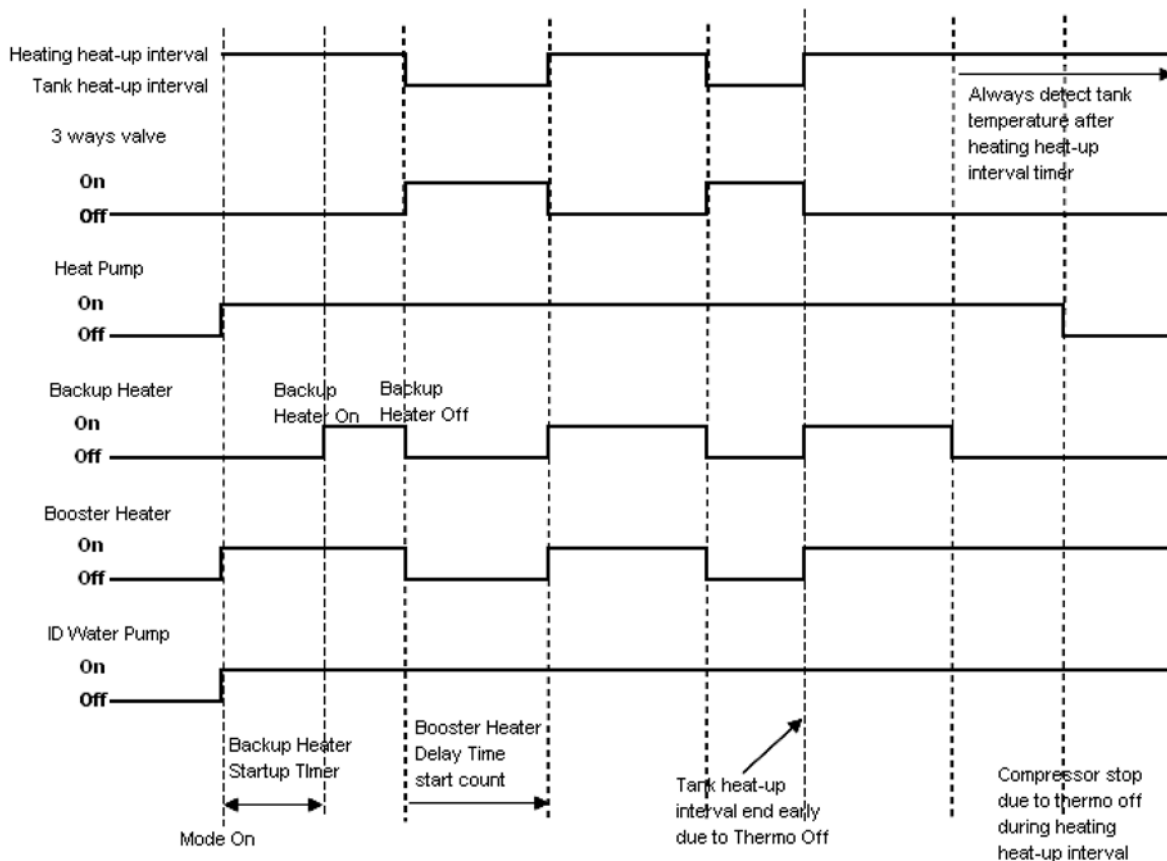 Heating heat-up interval
Tank heat-up interval
Always detect tank
temperature after
heating heat-up
interval timer
3 ways valve
On
Off
Heat Pump
On
Off
Backup Heater
Backup
Heater On
Backup
Heater Off
On
Off
Booster Heater
On
Off
ID Water Pump
On
Off
Backup Heater
Startup TImer
Booster Heater
Delay Time
start count
Mode On
Tank heat-up
interval end early
due to Thermo Off
Compressor stop
due to thermo off
during heating
heat-up interval